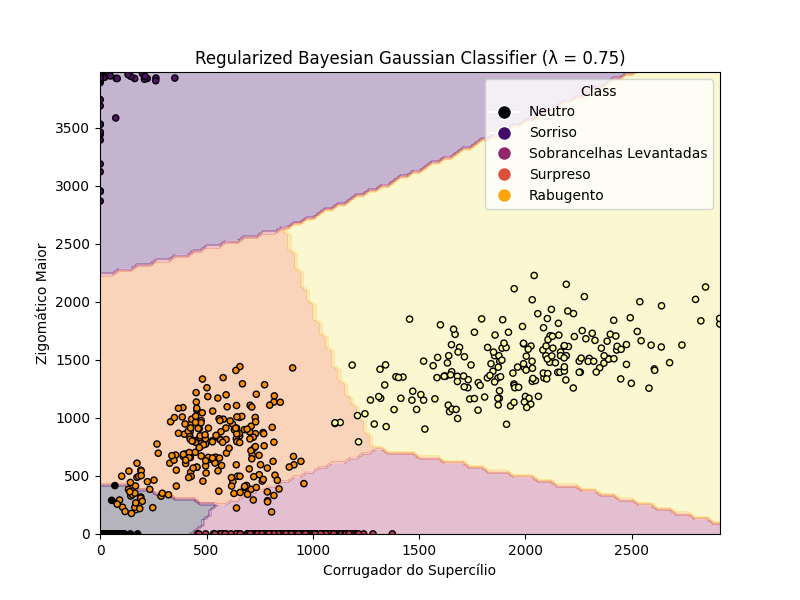 Regularized Bayesian Gaussian Classifier (λ = 0.75)
Class
Neutro
Sorriso
Sobrancelhas Levantadas
Surpreso
Rabugento
Zigomático Maior
3500
3000
2500
2000
1500
1000
500
0
0 500 1000 1500 2000 2500
Corrugador do Supercílio